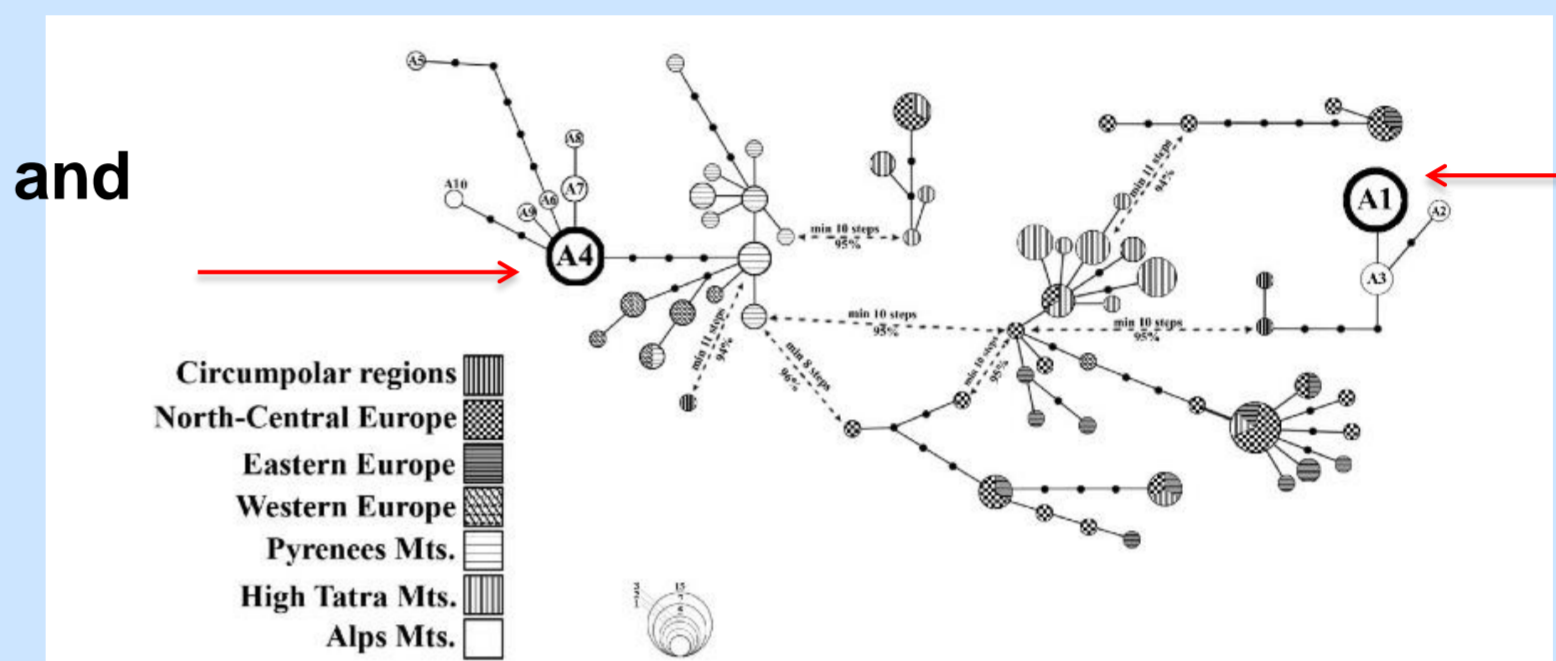 and
A5
A8
A10
A6
A7
A9
A4
min 10 steps
95%
min 11 steps
94%
A1
A2
A3
min 10 steps
95%
min 10 steps
95%
min 11 steps
94%
min 8 steps
96%
min 10 steps
95%
Circumpolar regions
North-Central Europe
Eastern Europe
Western Europe
Pyrenees Mts.
High Tatra Mts.
Alps Mts.
15